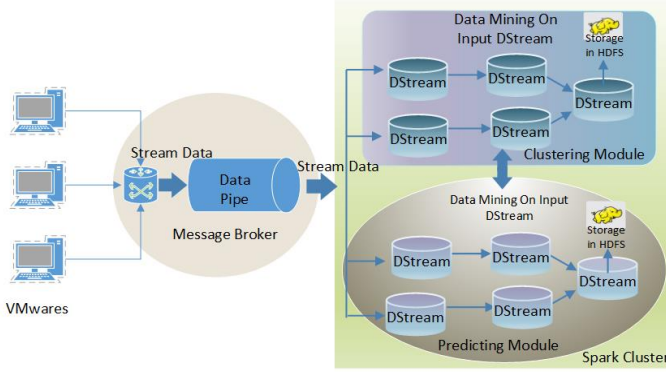 VMwares
Stream Data
Data
Pipe
Message Broker
Stream Data
Data Mining On
Input DStream
DStream
DStream
DStream
DStream
DStream
Storage
in HDFS
Clustering Module
Data Mining On Input
DStream
DStream
DStream
DStream
DStream
DStream
Storage
in HDFS
Predicting Module
Spark Cluster